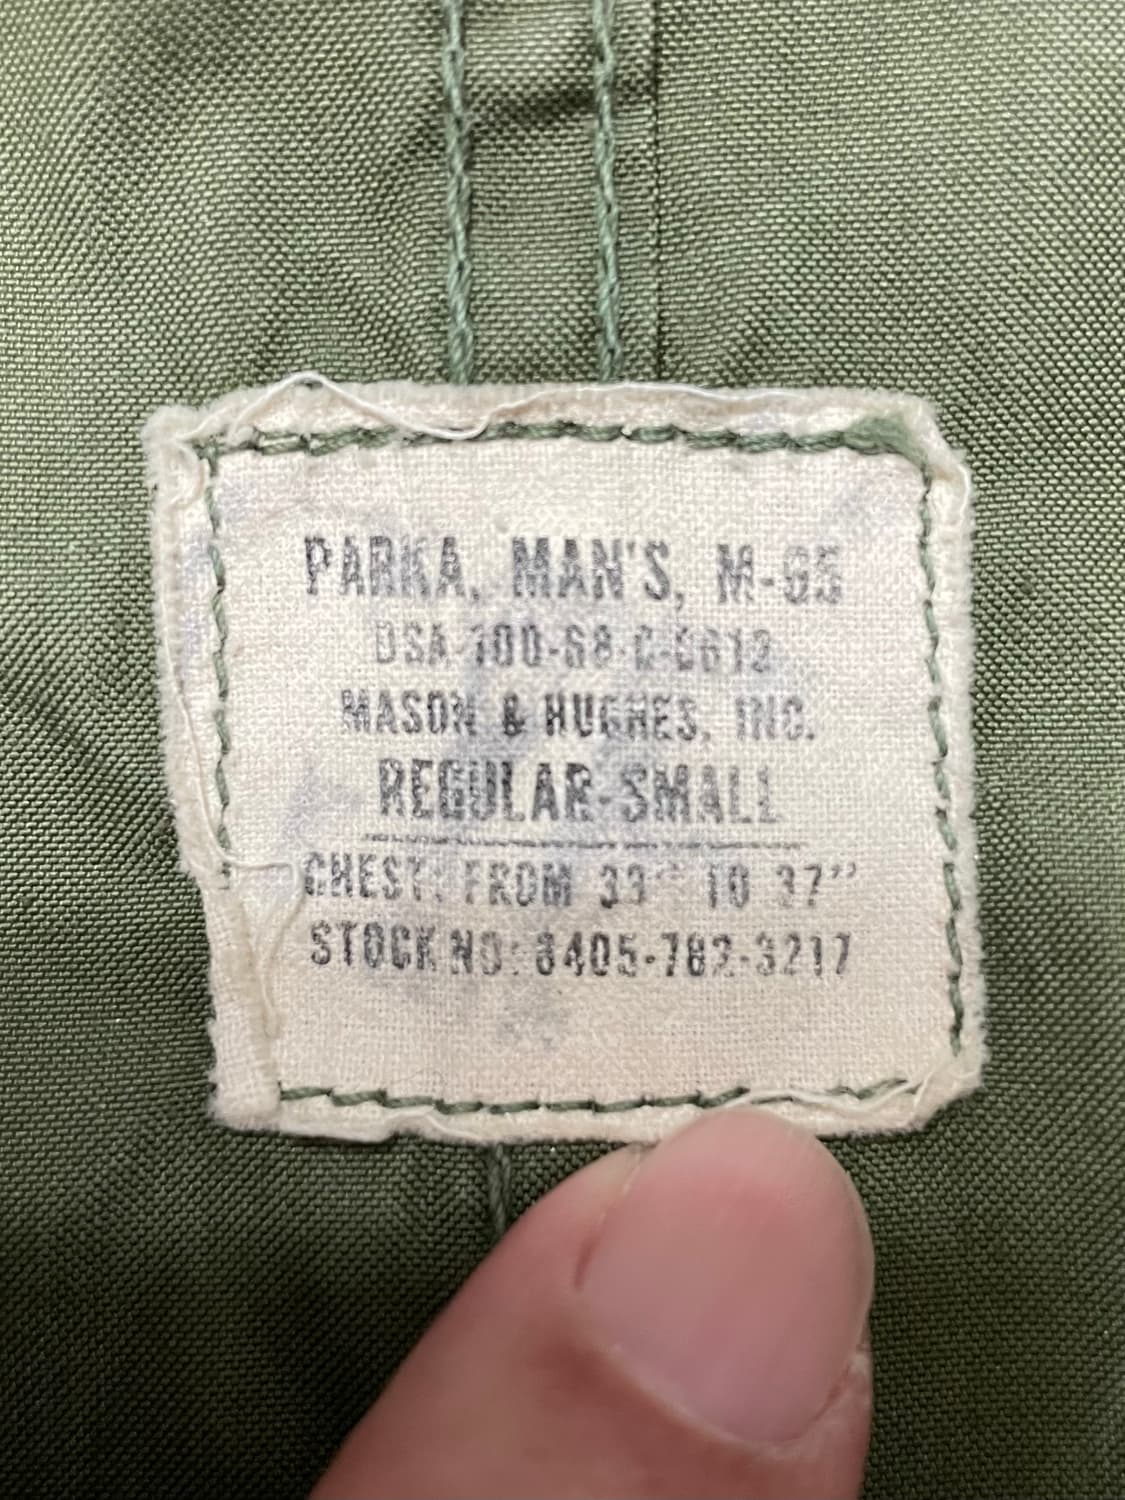 PARKA, MAN'S, M-65
DSA-100-68-C-0612
MASON & HUGHES, INC.
REGULAR-SMALL
CHEST: FROM 33" TO 37"
STOCK NO: 8405-782-3217